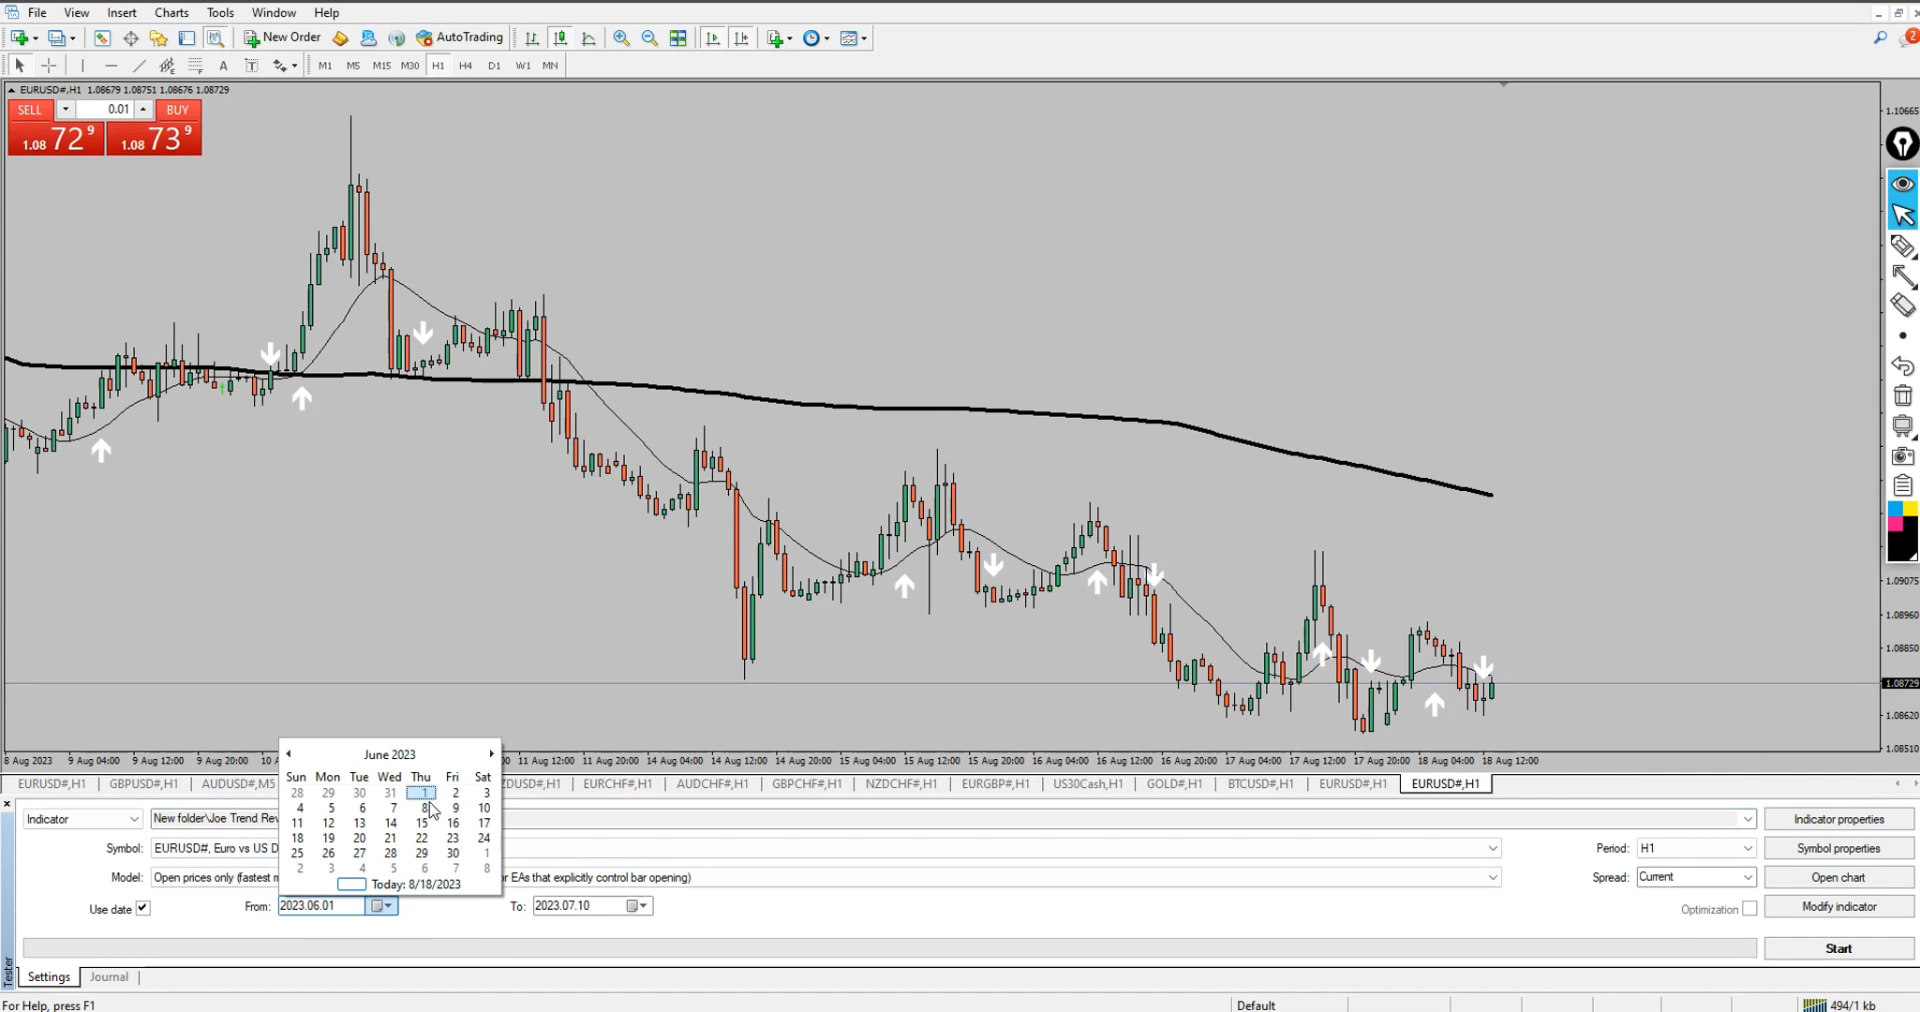 File View Insert Charts Tools Window Help
New Order AutoTrading
2
A T M1 M5 M15 M30 H1 H4 D1 W1 MN
EURUSD#,H1 1.08679 1.08751 1.08676 1.08729
SELL 0.01 BUY
1.08 72 9 1.08 73 9
1.10665
1.09075
1.08960
1.08850
1.08729
1.08620
1.08510
8 Aug 2023 9 Aug 04:00 9 Aug 20:00 11 Aug 12:00 14 Aug 04:00 14 Aug 20:00 15 Aug 04:00 15 Aug 12:00 15 Aug 20:00 16 Aug 04:00 16 Aug 12:00 16 Aug 20:00 17 Aug 04:00 17 Aug 12:00 17 Aug 20:00 18 Aug 04:00 18 Aug 12:00
EURUSD#,H1 GBPUSD#,H1 AUDUSD#,M5 ZDUSD#,H1 EURCHF#,H1 AUDCHF#,H1 GBPCHF#,H1 NZDCHF#,H1 EURGBP#,H1 US30Cash,H1 GOLD#,H1 BTCUSD#,H1 EURUSD#,H1 EURUSD#,H1
June 2023
Sun Mon Tue Wed Thu Fri Sat
28 29 30 31 1 2 3
4 5 6 7 8 9 10
11 12 13 14 15 16 17
18 19 20 21 22 23 24
25 26 27 28 29 30 1
2 3 4 5 6 7 8
Today: 8/18/2023
Indicator New folder\Joe Trend Rev Indicator properties
Symbol: EURUSD#, Euro vs US D Period: H1 Symbol properties
Model: Open prices only (fastest m or EAs that explicitly control bar opening) Spread: Current Open chart
Use date From: 2023.06.01 To: 2023.07.10 Optimization Modify indicator
Start
Tester
Settings Journal
For Help, press F1 Default 494/1 kb